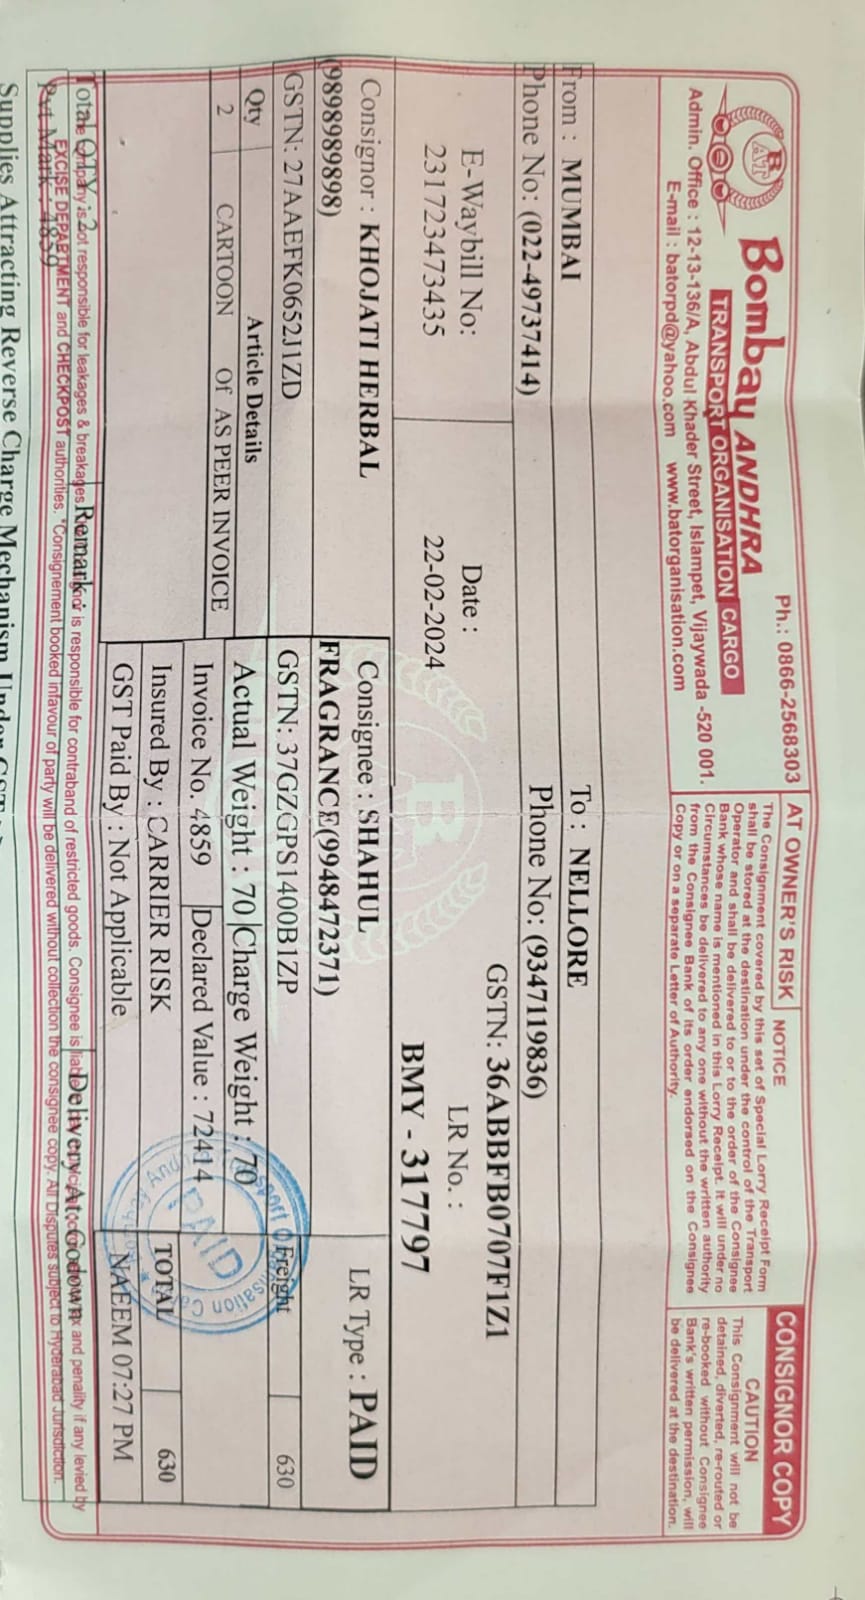 Ph.: 0866-2568303
Bombay ANDHRA
TRANSPORT ORGANISATION CARGO
Admin. Office : 12-13-136/A, Abdul Khader Street, Islampet, Vijaywada -520 001.
E-mail : batorpd@yahoo.com www.batorganisation.com
BAT
AT OWNER'S RISK
NOTICE
The Consignment covered by this set of Special Lorry Receipt Form
shall be stored at the destination under the control of the Transport
Operator and shall be delivered to or to the order of the Consignee
Bank whose name is mentioned in this Lorry Receipt. It will under no
Circumstances be delivered to any one without the written authority
from the Consignee Bank of its order endorsed on the Consignee
Copy or on a separate Letter of Authority.
CONSIGNOR COPY
CAUTION
This Consignment will not be
detained, diverted, re-routed or
re-booked without Consignee
Bank's written permission, will
be delivered at the destination.
From : MUMBAI
To : NELLORE
Phone No: (022-49737414)
Phone No: (9347119836)
GSTN: 36ABBFB0707F1Z1
E-Waybill No:
231723473435
Date :
22-02-2024
LR No. :
BMY - 317797
Consignor : KHOJATI HERBAL
(9898989898)
Consignee : SHAHUL
FRAGRANCE(9948472371)
LR Type : PAID
GSTN: 27AAEFK0652J1ZD
GSTN: 37GZGPS1400B1ZP
Freight 630
Qty Article Details
Actual Weight : 70 Charge Weight : 70
2 CARTOON Of AS PEER INVOICE
Invoice No. 4859 Declared Value : 72414
Insured By : CARRIER RISK
TOTAL 630
GST Paid By : Not Applicable
NAEEM 07:27 PM
PAID
Total QTY : 2
Remark :
Delivery At Godown
Company is not responsible for leakages & breakages is responsible for contraband of restricted goods. Consignee is and penality if any levied by
EXCISE DEPARTMENT and CHECKPOST authorities. *Consignement booked infavour of party will be delivered without collection the consignee copy. All Disputes subject to Hyderabad Jurisdiction.
Pvt Mark : 4859
Supplies Attracting Reverse Charge Mechanism Under